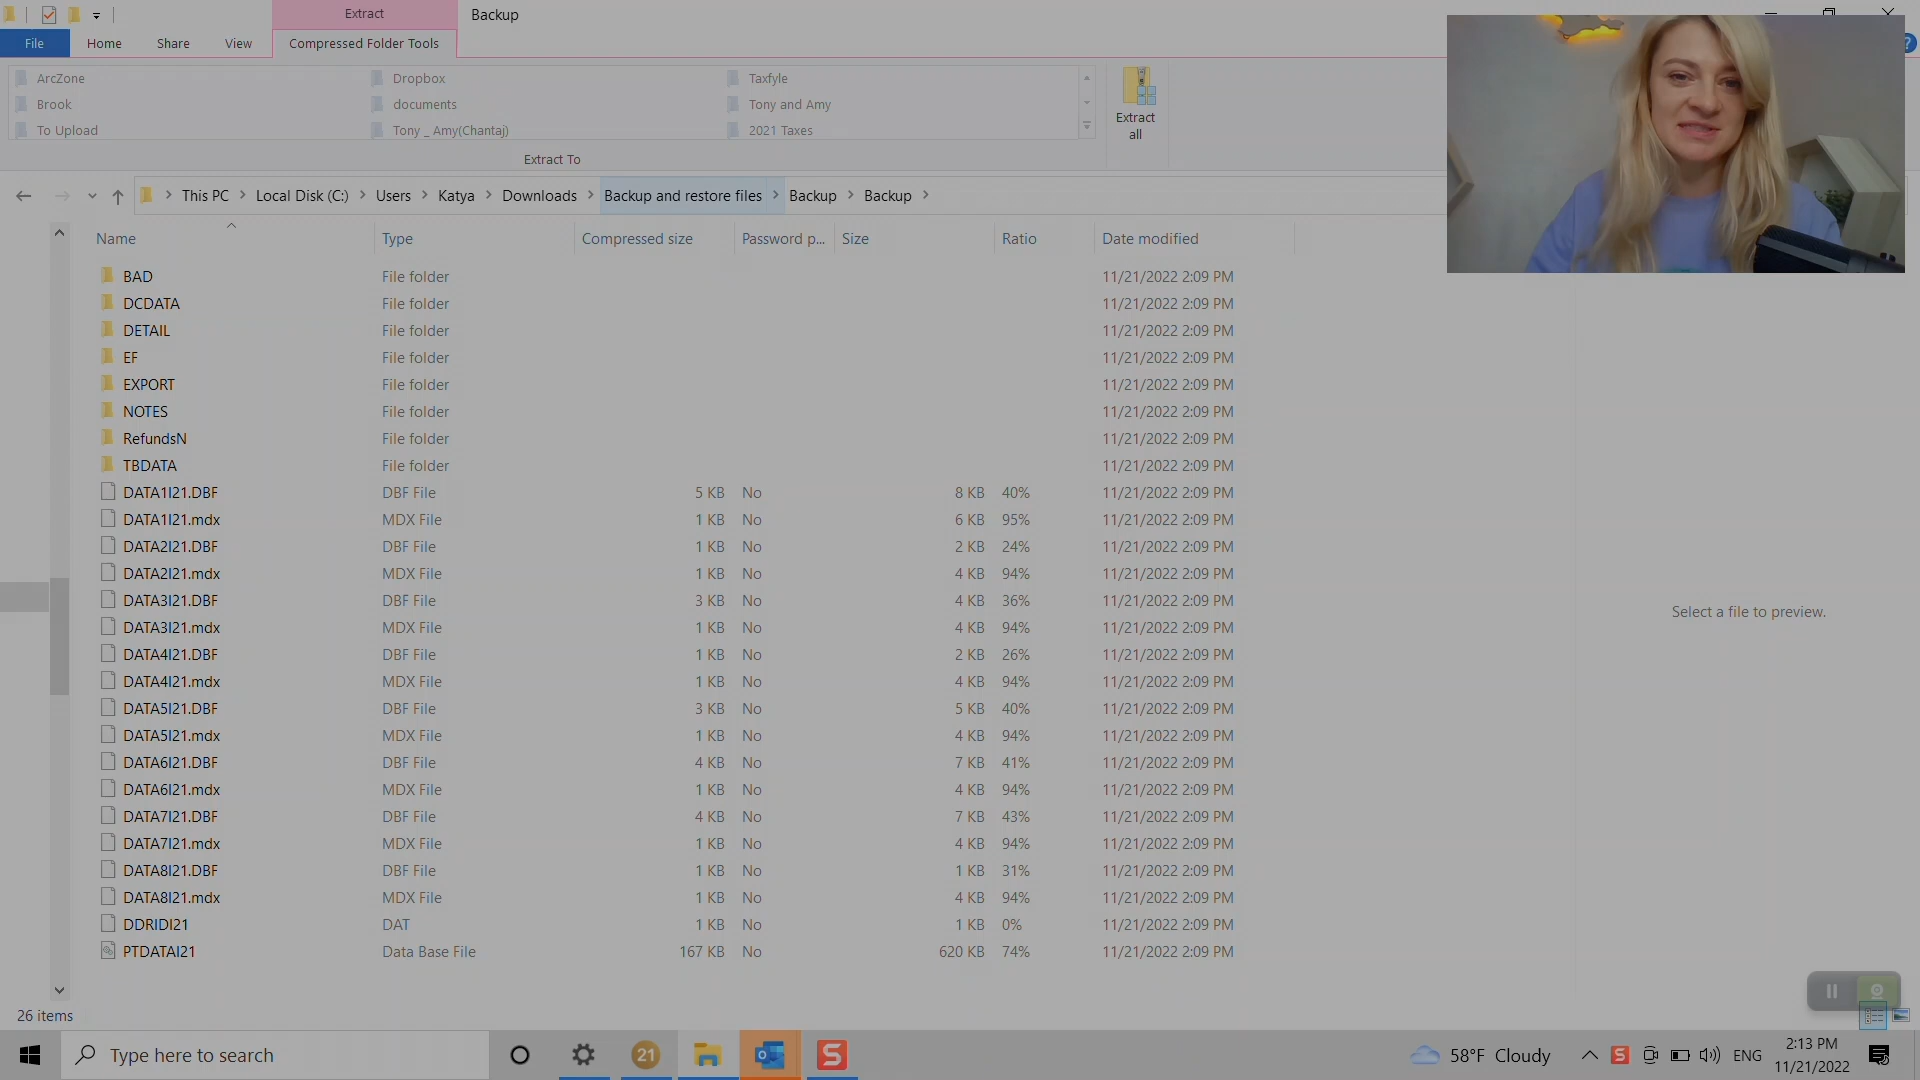 Extract
Backup
File
Home
Share
View
Compressed Folder Tools
ArcZone
Dropbox
Taxfyle
Brook
documents
Tony and Amy
To Upload
Tony _ Amy(Chantaj)
2021 Taxes
Extract all
Extract To
This PC
Local Disk (C:)
Users
Katya
Downloads
Backup and restore files
Backup
Backup
Name Type Compressed size Password p... Size Ratio Date modified
BAD File folder 11/21/2022 2:09 PM
DCDATA File folder 11/21/2022 2:09 PM
DETAIL File folder 11/21/2022 2:09 PM
EF File folder 11/21/2022 2:09 PM
EXPORT File folder 11/21/2022 2:09 PM
NOTES File folder 11/21/2022 2:09 PM
RefundsN File folder 11/21/2022 2:09 PM
TBDATA File folder 11/21/2022 2:09 PM
DATA1I21.DBF DBF File 5 KB No 8 KB 40% 11/21/2022 2:09 PM
DATA1I21.mdx MDX File 1 KB No 6 KB 95% 11/21/2022 2:09 PM
DATA2I21.DBF DBF File 1 KB No 2 KB 24% 11/21/2022 2:09 PM
DATA2I21.mdx MDX File 1 KB No 4 KB 94% 11/21/2022 2:09 PM
DATA3I21.DBF DBF File 3 KB No 4 KB 36% 11/21/2022 2:09 PM
DATA3I21.mdx MDX File 1 KB No 4 KB 94% 11/21/2022 2:09 PM
DATA4I21.DBF DBF File 1 KB No 2 KB 26% 11/21/2022 2:09 PM
DATA4I21.mdx MDX File 1 KB No 4 KB 94% 11/21/2022 2:09 PM
DATA5I21.DBF DBF File 3 KB No 5 KB 40% 11/21/2022 2:09 PM
DATA5I21.mdx MDX File 1 KB No 4 KB 94% 11/21/2022 2:09 PM
DATA6I21.DBF DBF File 4 KB No 7 KB 41% 11/21/2022 2:09 PM
DATA6I21.mdx MDX File 1 KB No 4 KB 94% 11/21/2022 2:09 PM
DATA7I21.DBF DBF File 4 KB No 7 KB 43% 11/21/2022 2:09 PM
DATA7I21.mdx MDX File 1 KB No 4 KB 94% 11/21/2022 2:09 PM
DATA8I21.DBF DBF File 1 KB No 1 KB 31% 11/21/2022 2:09 PM
DATA8I21.mdx MDX File 1 KB No 4 KB 94% 11/21/2022 2:09 PM
DDRIDI21 DAT 1 KB No 1 KB 0% 11/21/2022 2:09 PM
PTDATAI21 Data Base File 167 KB No 620 KB 74% 11/21/2022 2:09 PM
Select a file to preview.
26 items
Type here to search
21
S
58°F Cloudy
S
ENG
2:13 PM
11/21/2022